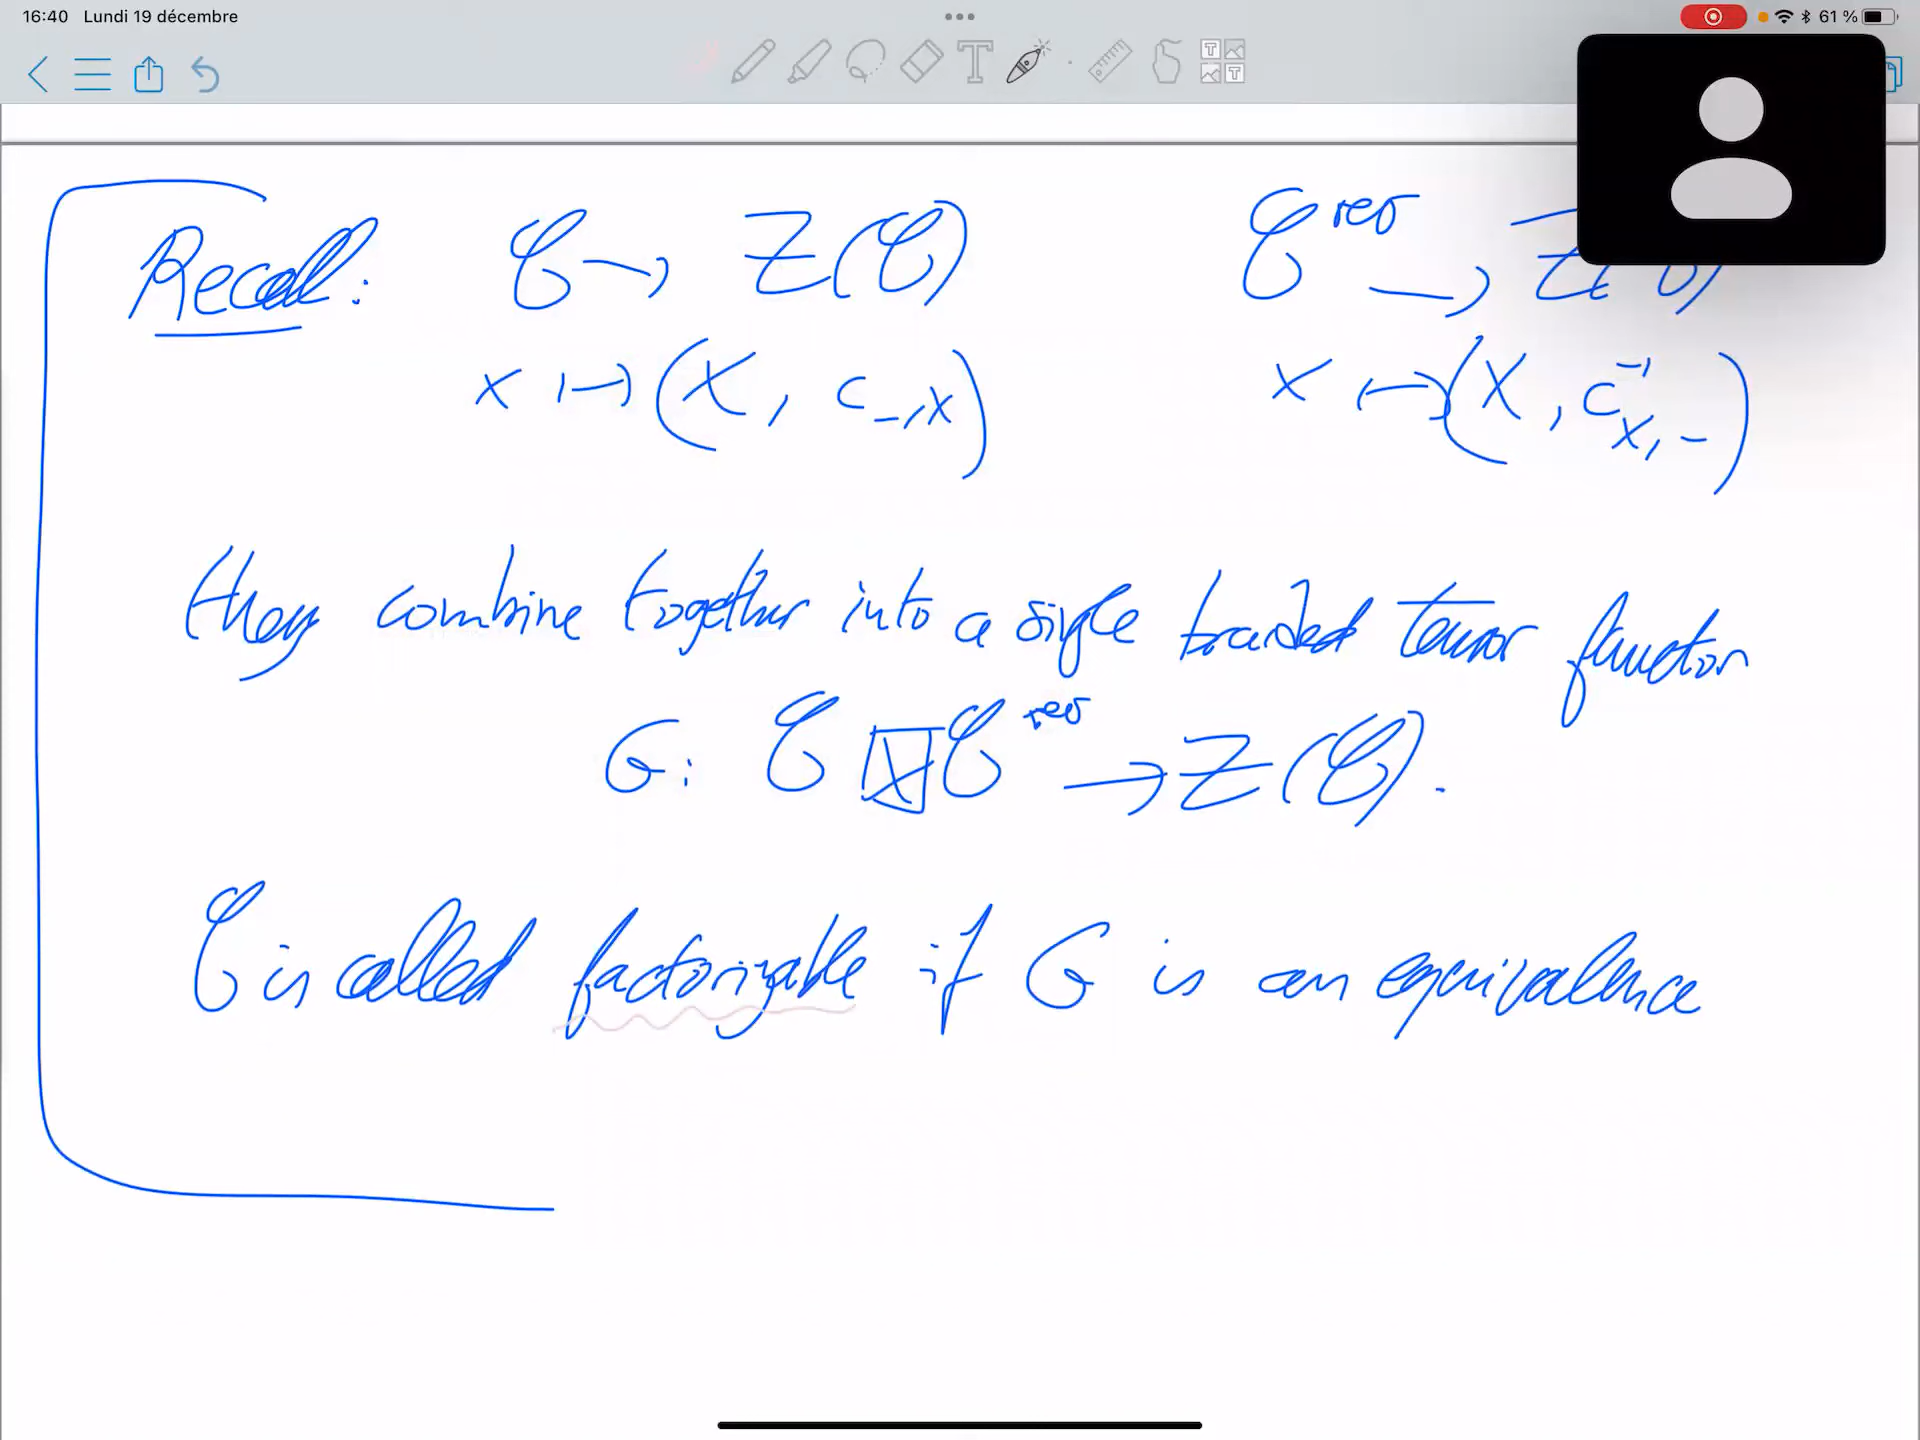 16:40 Lundi 19 décembre
61 %
Recall: 𝒞 → Z(𝒞) 𝒞^rev → Z(𝒞)
x ↦ (X, c_{-,X}) x ↦ (X, c^{-1}_{X,-})
they combine together into a single braided tensor functor
G: 𝒞 ⊠ 𝒞^rev → Z(𝒞).
𝒞 is called factorizable if G is an equivalence